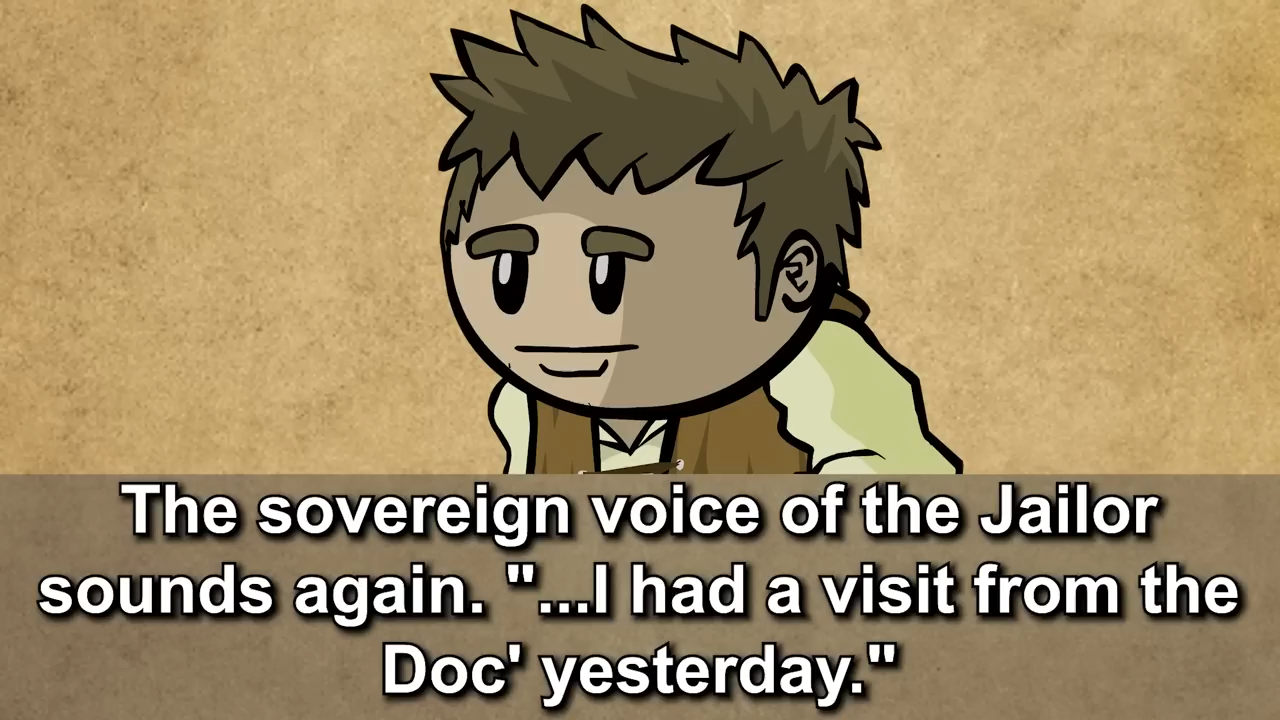 The sovereign voice of the Jailor
sounds again. "...I had a visit from the
Doc' yesterday."